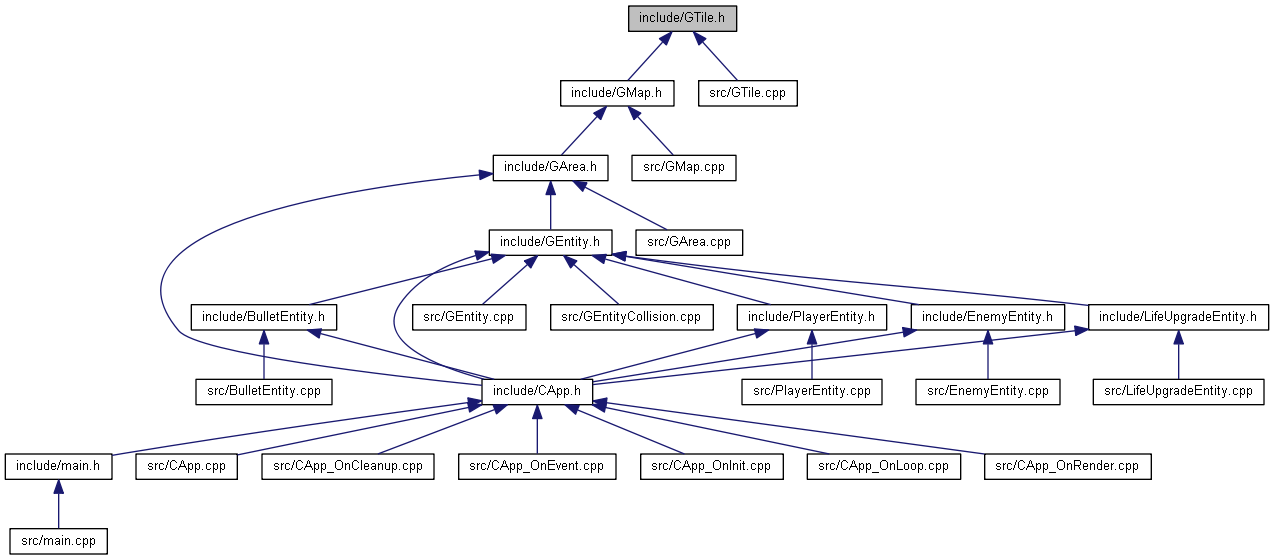 include/GTile.h
include/GMap.h
src/GTile.cpp
include/GArea.h
src/GMap.cpp
include/GEntity.h
src/GArea.cpp
include/BulletEntity.h
src/GEntity.cpp
src/GEntityCollision.cpp
include/PlayerEntity.h
include/EnemyEntity.h
include/LifeUpgradeEntity.h
src/BulletEntity.cpp
include/CApp.h
src/PlayerEntity.cpp
src/EnemyEntity.cpp
src/LifeUpgradeEntity.cpp
include/main.h
src/CApp.cpp
src/CApp_OnCleanup.cpp
src/CApp_OnEvent.cpp
src/CApp_OnInit.cpp
src/CApp_OnLoop.cpp
src/CApp_OnRender.cpp
src/main.cpp